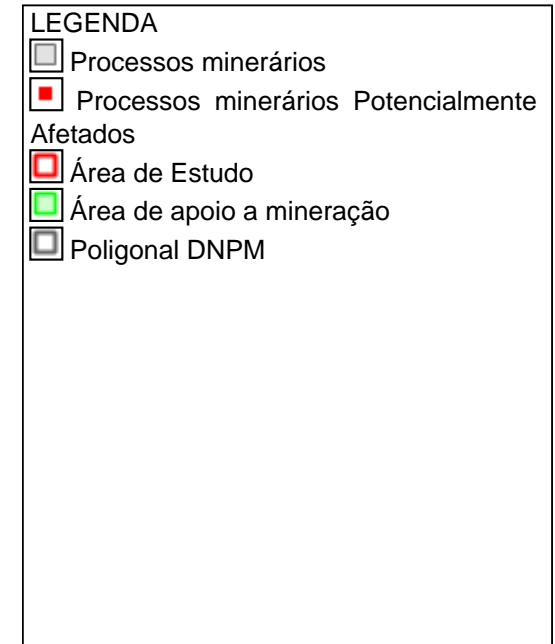 LEGENDA
Processos minerários
Processos minerários Potencialmente
Afetados
Área de Estudo
Área de apoio a mineração
Poligonal DNPM